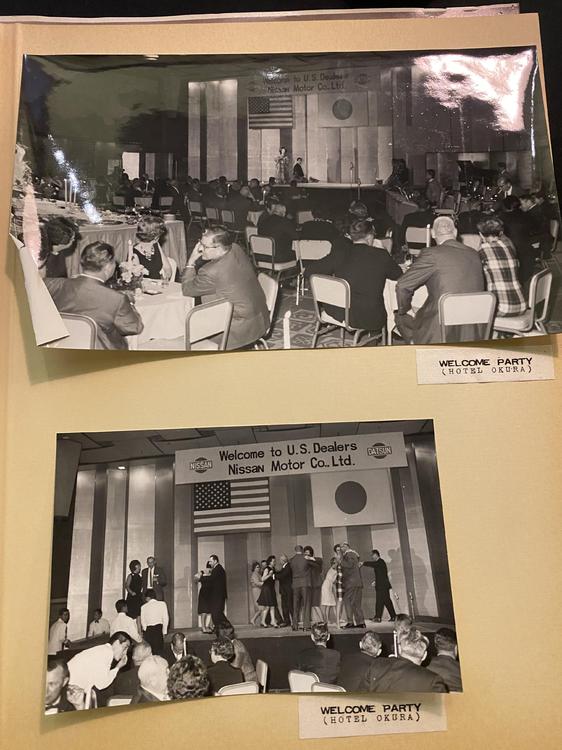 Welcome to U.S. Dealers
Nissan Motor Co., Ltd.
WELCOME PARTY
(HOTEL OKURA)
Welcome to U.S. Dealers
NISSAN
DATSUN
Nissan Motor Co., Ltd.
WELCOME PARTY
(HOTEL OKURA)